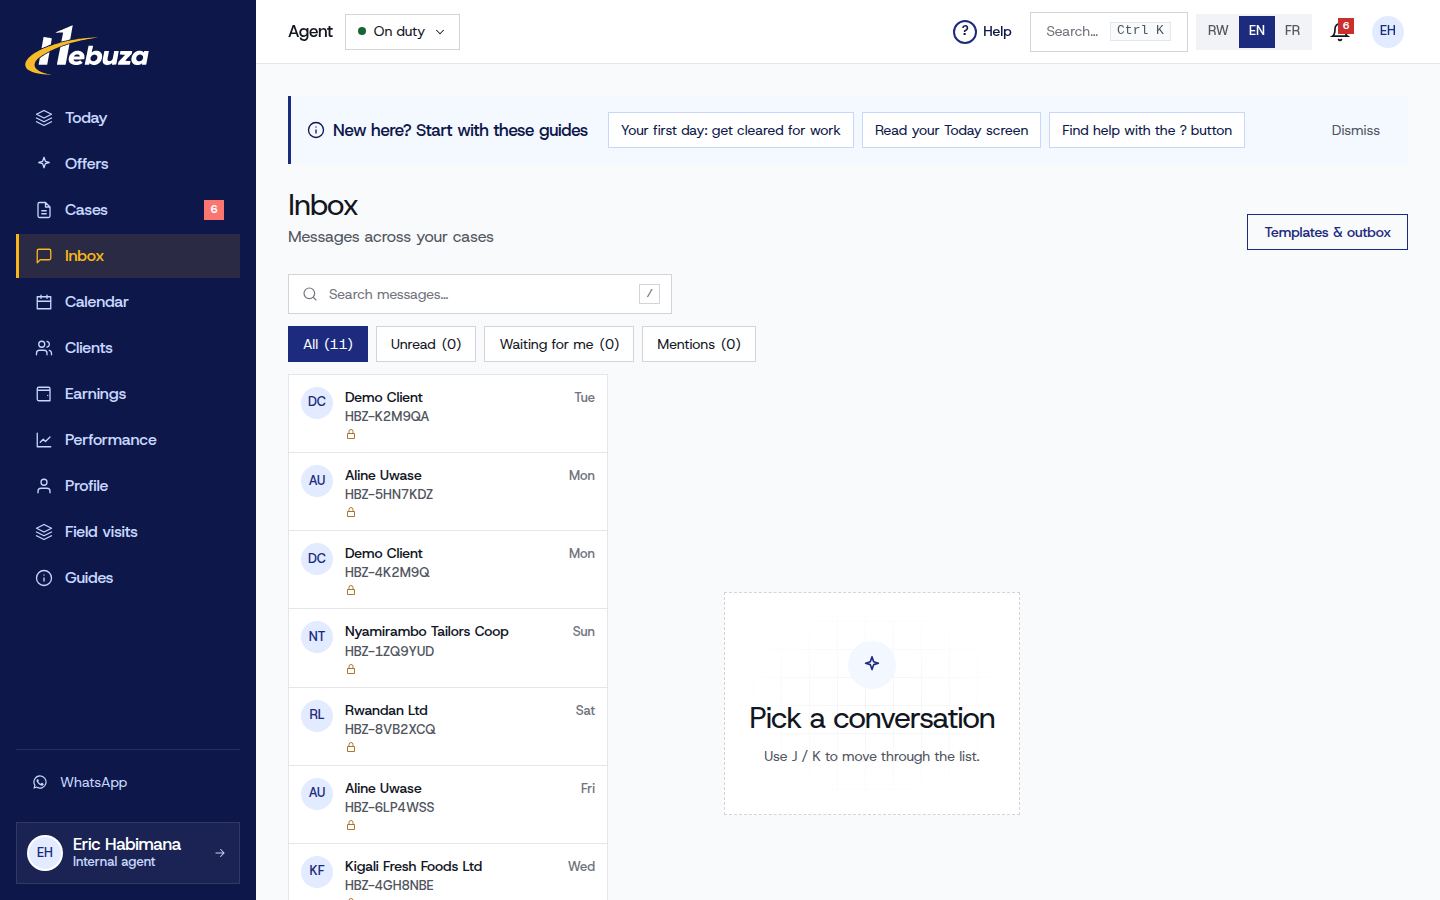 Hebuza
Today
Offers
Cases 6
Inbox
Calendar
Clients
Earnings
Performance
Profile
Field visits
Guides
WhatsApp
EH
Eric Habimana
Internal agent
Agent
On duty
? Help
Search... Ctrl K
RW EN FR
6
EH
New here? Start with these guides
Your first day: get cleared for work
Read your Today screen
Find help with the ? button
Dismiss
Inbox
Messages across your cases
Templates & outbox
Search messages... /
All (11)
Unread (0)
Waiting for me (0)
Mentions (0)
DC Demo Client Tue
HBZ-K2M9QA
AU Aline Uwase Mon
HBZ-5HN7KDZ
DC Demo Client Mon
HBZ-4K2M9Q
NT Nyamirambo Tailors Coop Sun
HBZ-1ZQ9YUD
RL Rwandan Ltd Sat
HBZ-8VB2XCQ
AU Aline Uwase Fri
HBZ-6LP4WSS
KF Kigali Fresh Foods Ltd Wed
HBZ-4GH8NBE
Pick a conversation
Use J / K to move through the list.